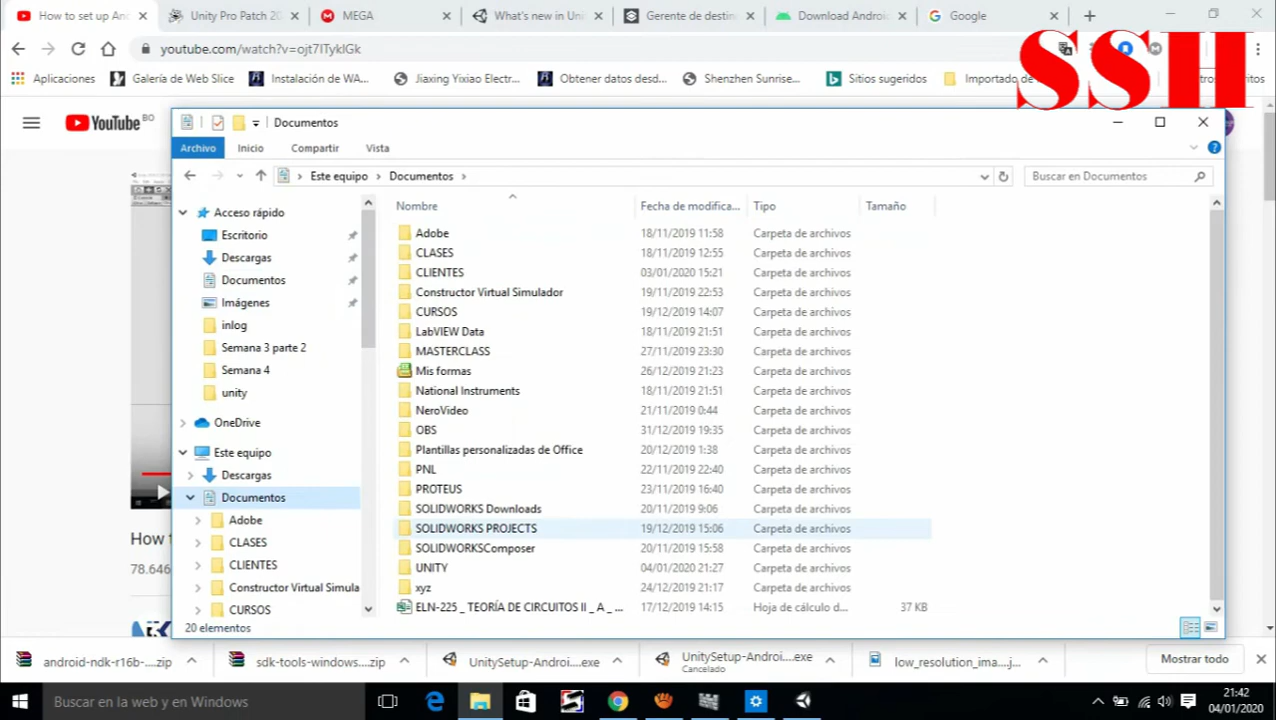 How to set up And
Unity Pro Patch 20
MEGA
What's new in Uni
Gerente de destin
Download Androi
Google
youtube.com/watch?v=ojt7ITykIGk
SSH
Aplicaciones
Galería de Web Slice
Instalación de WA...
Jiaxing Yixiao Electr...
Obtener datos desd...
Shenzhen Sunrise...
Sitios sugeridos
Importado de
tros favoritos
YouTube BO
Documentos
Archivo
Inicio
Compartir
Vista
Este equipo > Documentos >
Buscar en Documentos
Acceso rápido
Escritorio
Descargas
Documentos
Imágenes
inlog
Semana 3 parte 2
Semana 4
unity
OneDrive
Este equipo
Descargas
Documentos
Adobe
CLASES
CLIENTES
Constructor Virtual Simula
CURSOS
Nombre Fecha de modifica... Tipo Tamaño
Adobe 18/11/2019 11:58 Carpeta de archivos
CLASES 18/11/2019 12:55 Carpeta de archivos
CLIENTES 03/01/2020 15:21 Carpeta de archivos
Constructor Virtual Simulador 19/11/2019 22:53 Carpeta de archivos
CURSOS 19/12/2019 14:07 Carpeta de archivos
LabVIEW Data 18/11/2019 21:51 Carpeta de archivos
MASTERCLASS 27/11/2019 23:30 Carpeta de archivos
Mis formas 26/12/2019 21:23 Carpeta de archivos
National Instruments 18/11/2019 21:51 Carpeta de archivos
NeroVideo 21/11/2019 0:44 Carpeta de archivos
OBS 31/12/2019 19:35 Carpeta de archivos
Plantillas personalizadas de Office 20/12/2019 1:38 Carpeta de archivos
PNL 22/11/2019 22:40 Carpeta de archivos
PROTEUS 23/11/2019 16:40 Carpeta de archivos
SOLIDWORKS Downloads 20/11/2019 9:06 Carpeta de archivos
SOLIDWORKS PROJECTS 19/12/2019 15:06 Carpeta de archivos
SOLIDWORKSComposer 20/11/2019 15:58 Carpeta de archivos
UNITY 04/01/2020 21:27 Carpeta de archivos
xyz 24/12/2019 21:17 Carpeta de archivos
ELN-225 _ TEORÍA DE CIRCUITOS II _ A _ ... 17/12/2019 14:15 Hoja de cálculo d... 37 KB
20 elementos
How t
78.646
android-ndk-r16b-....zip
sdk-tools-windows....zip
UnitySetup-Androi....exe
UnitySetup-Androi....exe
Cancelado
low_resolution_ima....j
Mostrar todo
Buscar en la web y en Windows
21:42
04/01/2020